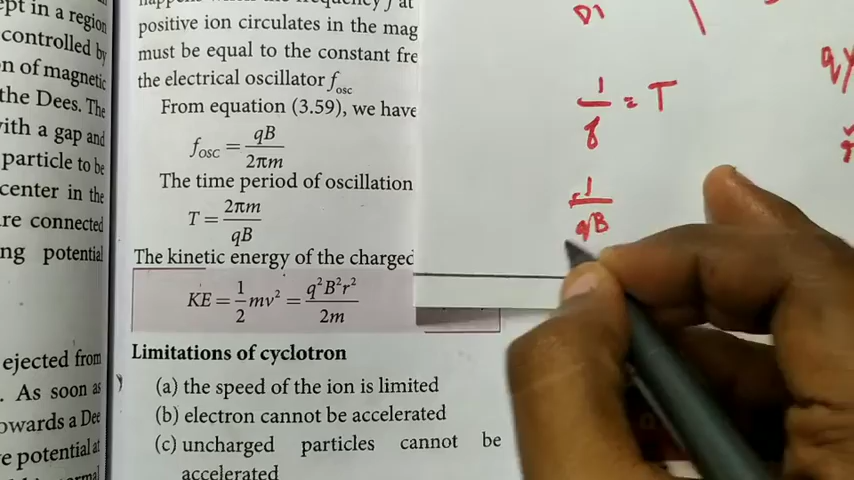 ept in a region
controlled by
n of magnetic
the Dees. The
with a gap and
particle to be
center in the
are connected
ng potential
ejected from
. As soon as
owards a Dee
ve potential at
positive ion circulates in the mag
must be equal to the constant fre
the electrical oscillator f_osc
From equation (3.59), we have
f_OSC = qB / 2πm
The time period of oscillation
T = 2πm / qB
The kinetic energy of the charged
KE = 1/2 mv² = q²B²r² / 2m
Limitations of cyclotron
(a) the speed of the ion is limited
(b) electron cannot be accelerated
(c) uncharged particles cannot be
accelerated
1/f = T
1/qB